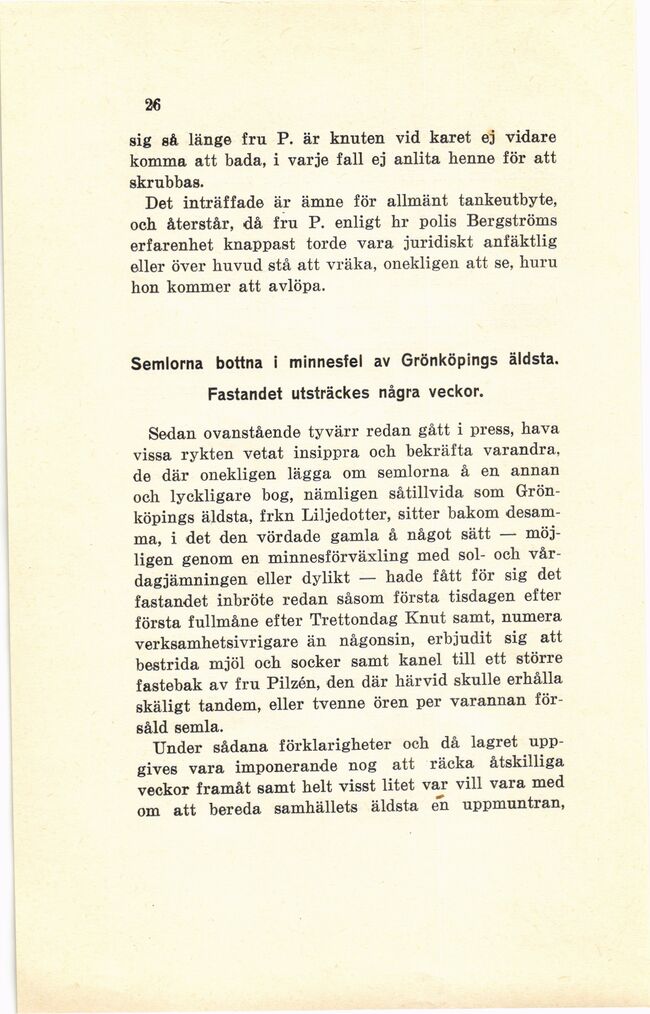 26
sig så länge fru P. är knuten vid karet ej vidare
komma att bada, i varje fall ej anlita henne för att
skrubbas.
Det inträffade är ämne för allmänt tankeutbyte,
och återstår, då fru P. enligt hr polis Bergströms
erfarenhet knappast torde vara juridiskt anfäktlig
eller över huvud stå att vräka, onekligen att se, huru
hon kommer att avlöpa.
Semlorna bottna i minnesfel av Grönköpings äldsta.
Fastandet utsträckes några veckor.
Sedan ovanstående tyvärr redan gått i press, hava
vissa rykten vetat insippra och bekräfta varandra,
de där onekligen lägga om semlorna å en annan
och lyckligare bog, nämligen såtillvida som Grön-
köpings äldsta, frkn Liljedotter, sitter bakom desam-
ma, i det den vördade gamla å något sätt — möj-
ligen genom en minnesförväxling med sol- och vår-
dagjämningen eller dylikt — hade fått för sig det
fastandet inbröte redan såsom första tisdagen efter
första fullmåne efter Trettondag Knut samt, numera
verksamhetsivrigare än någonsin, erbjudit sig att
bestrida mjöl och socker samt kanel till ett större
fastebak av fru Pilzén, den där härvid skulle erhålla
skäligt tandem, eller tvenne ören per varannan för-
såld semla.
Under sådana förklarigheter och då lagret upp-
gives vara imponerande nog att räcka åtskilliga
veckor framåt samt helt visst litet var vill vara med
om att bereda samhällets äldsta en uppmuntran,